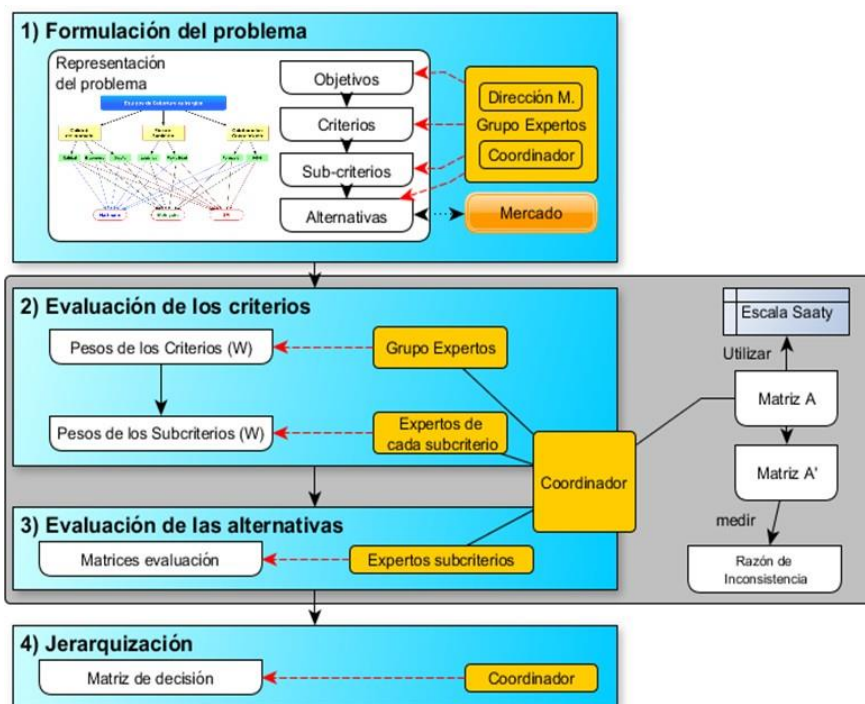 1) Formulación del problema
Representación
del problema
Objetivos
Criterios
Sub-criterios
Alternativas
Dirección M.
Grupo Expertos
Coordinador
Mercado
2) Evaluación de los criterios
Pesos de los Criterios (W)
Grupo Expertos
Pesos de los Subcriterios (W)
Expertos de
cada subcriterio
Coordinador
Escala Saaty
Utilizar
Matriz A
Matriz A'
medir
Razón de
Inconsistencia
3) Evaluación de las alternativas
Matrices evaluación
Expertos subcriterios
4) Jerarquización
Matriz de decisión
Coordinador